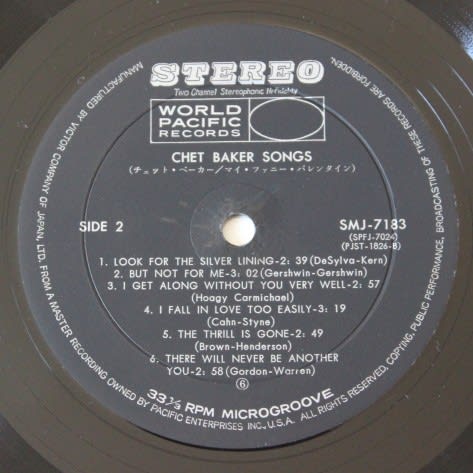 STEREO
Two Channel Stereophonic Hi-Fidelity
WORLD
PACIFIC
RECORDS
CHET BAKER SONGS
(チェット・ベーカー/マイ・ファニー・バレンタイン)
SIDE 2
SMJ-7183
(SPFJ-7024)
(PJST-1826-B)
1. LOOK FOR THE SILVER LINING-2: 39 (DeSylva-Kern)
2. BUT NOT FOR ME-3: 02 (Gershwin-Gershwin)
3. I GET ALONG WITHOUT YOU VERY WELL-2: 57
(Hoagy Carmichael)
4. I FALL IN LOVE TOO EASILY-3: 19
(Cahn-Styne)
5. THE THRILL IS GONE-2: 49
(Brown-Henderson)
6. THERE WILL NEVER BE ANOTHER
YOU-2: 58 (Gordon-Warren)
⑥
33⅓ RPM MICROGROOVE
MANUFACTURED BY VICTOR COMPANY OF JAPAN, LTD. FROM A MASTER RECORDING OWNED BY PACIFIC ENTERPRISES INC., U.S.A. ALL RIGHTS RESERVED, COPYING, PUBLIC PERFORMANCE, BROADCASTING OF THESE RECORDS ARE FORBIDDEN.